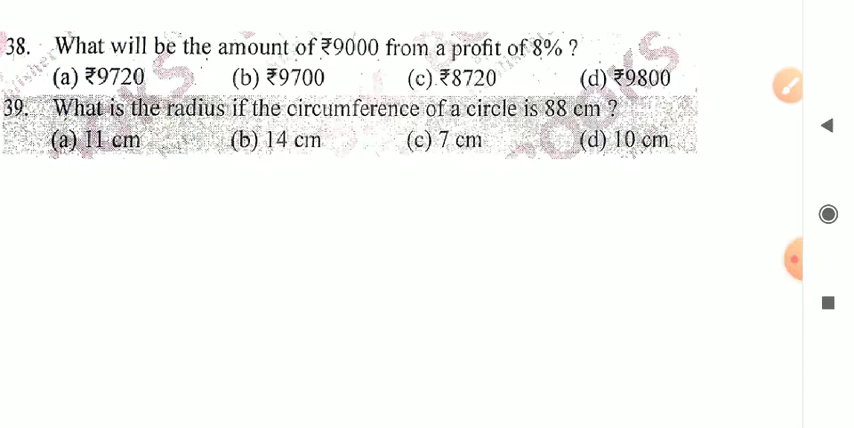 38. What will be the amount of ₹9000 from a profit of 8% ?
(a) ₹9720 (b) ₹9700 (c) ₹8720 (d) ₹9800
39. What is the radius if the circumference of a circle is 88 cm ?
(a) 11 cm (b) 14 cm (c) 7 cm (d) 10 cm